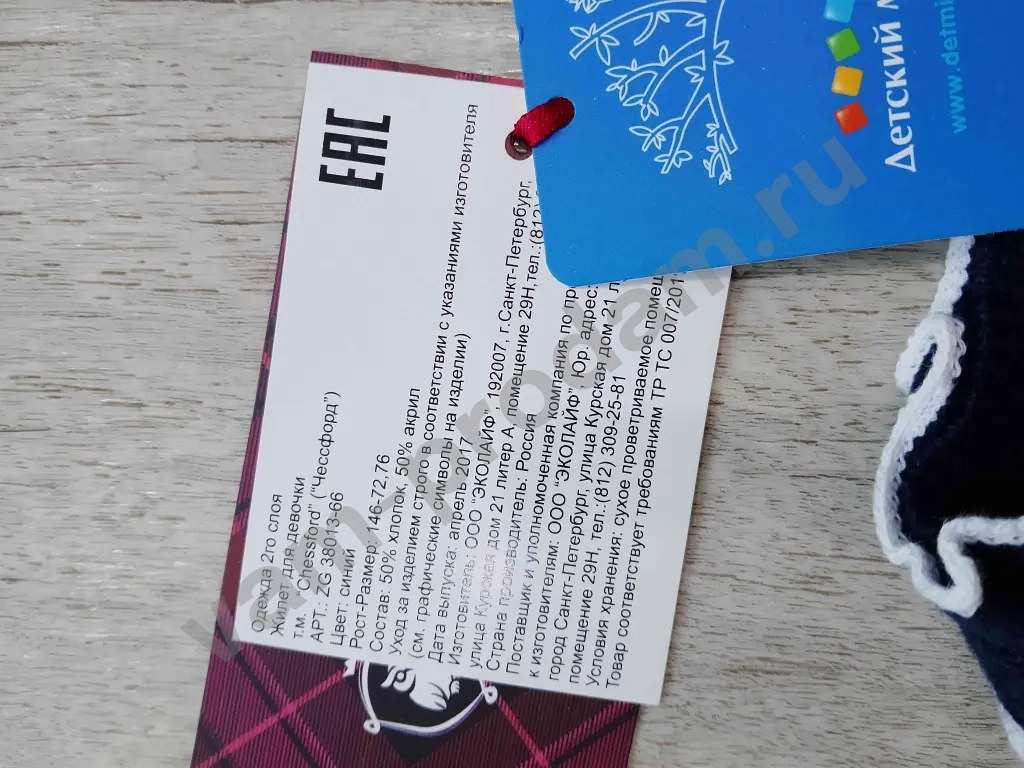 ЕАС
Одежда 2го слоя
Жилет для девочки
т.м. "Chessford" ("Чессфорд")
АРТ.: ZG 38013-66
Цвет: синий
Рост-Размер: 146-72.76
Состав: 50% хлопок, 50% акрил
Уход за изделием строго в соответствии с указаниями изготовителя
(см. графические символы на изделии)
Дата выпуска: апрель 2017
Изготовитель: ООО "ЭКОЛАЙФ", 192007, г.Санкт-Петербург,
улица Курская дом 21 литер А, помещение 29Н,тел.:(812)
Страна производитель: Россия
Поставщик и уполномоченная компания по
к изготовителям: ООО "ЭКОЛАЙФ". Юр. адрес:
город Санкт-Петербург, улица Курская дом 21
помещение 29Н, тел.:(812) 309-25-81
Условия хранения: сухое проветриваемое
Товар соответствует требованиям ТР ТС 007/201
Детский
www.detmi
vam-prodam.ru